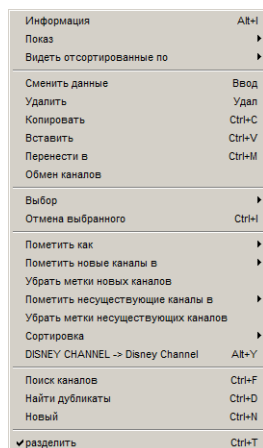 Информация Alt+I
Показ
Видеть отсортированные по
Сменить данные Ввод
Удалить Удал
Копировать Ctrl+C
Вставить Ctrl+V
Перенести в Ctrl+M
Обмен каналов
Выбор
Отмена выбранного Ctrl+I
Пометить как
Пометить новые каналы в
Убрать метки новых каналов
Пометить несуществующие каналы в
Убрать метки несуществующих каналов
Сортировка
DISNEY CHANNEL -> Disney Channel Alt+Y
Поиск каналов Ctrl+F
Найти дубликаты Ctrl+D
Новый Ctrl+N
разделить Ctrl+T